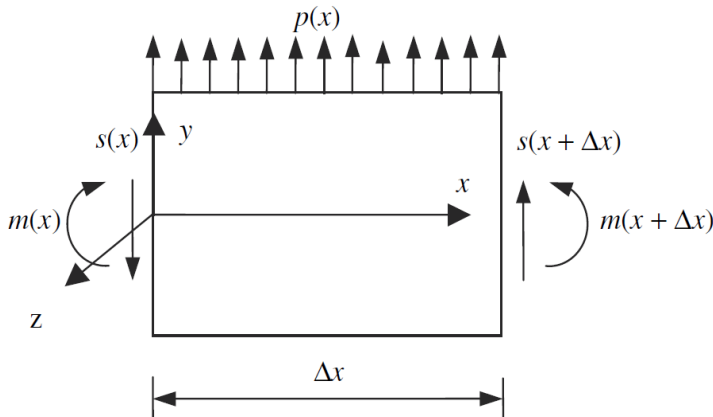 p(x)
s(x)
y
s(x + Δx)
x
m(x)
m(x + Δx)
z
Δx